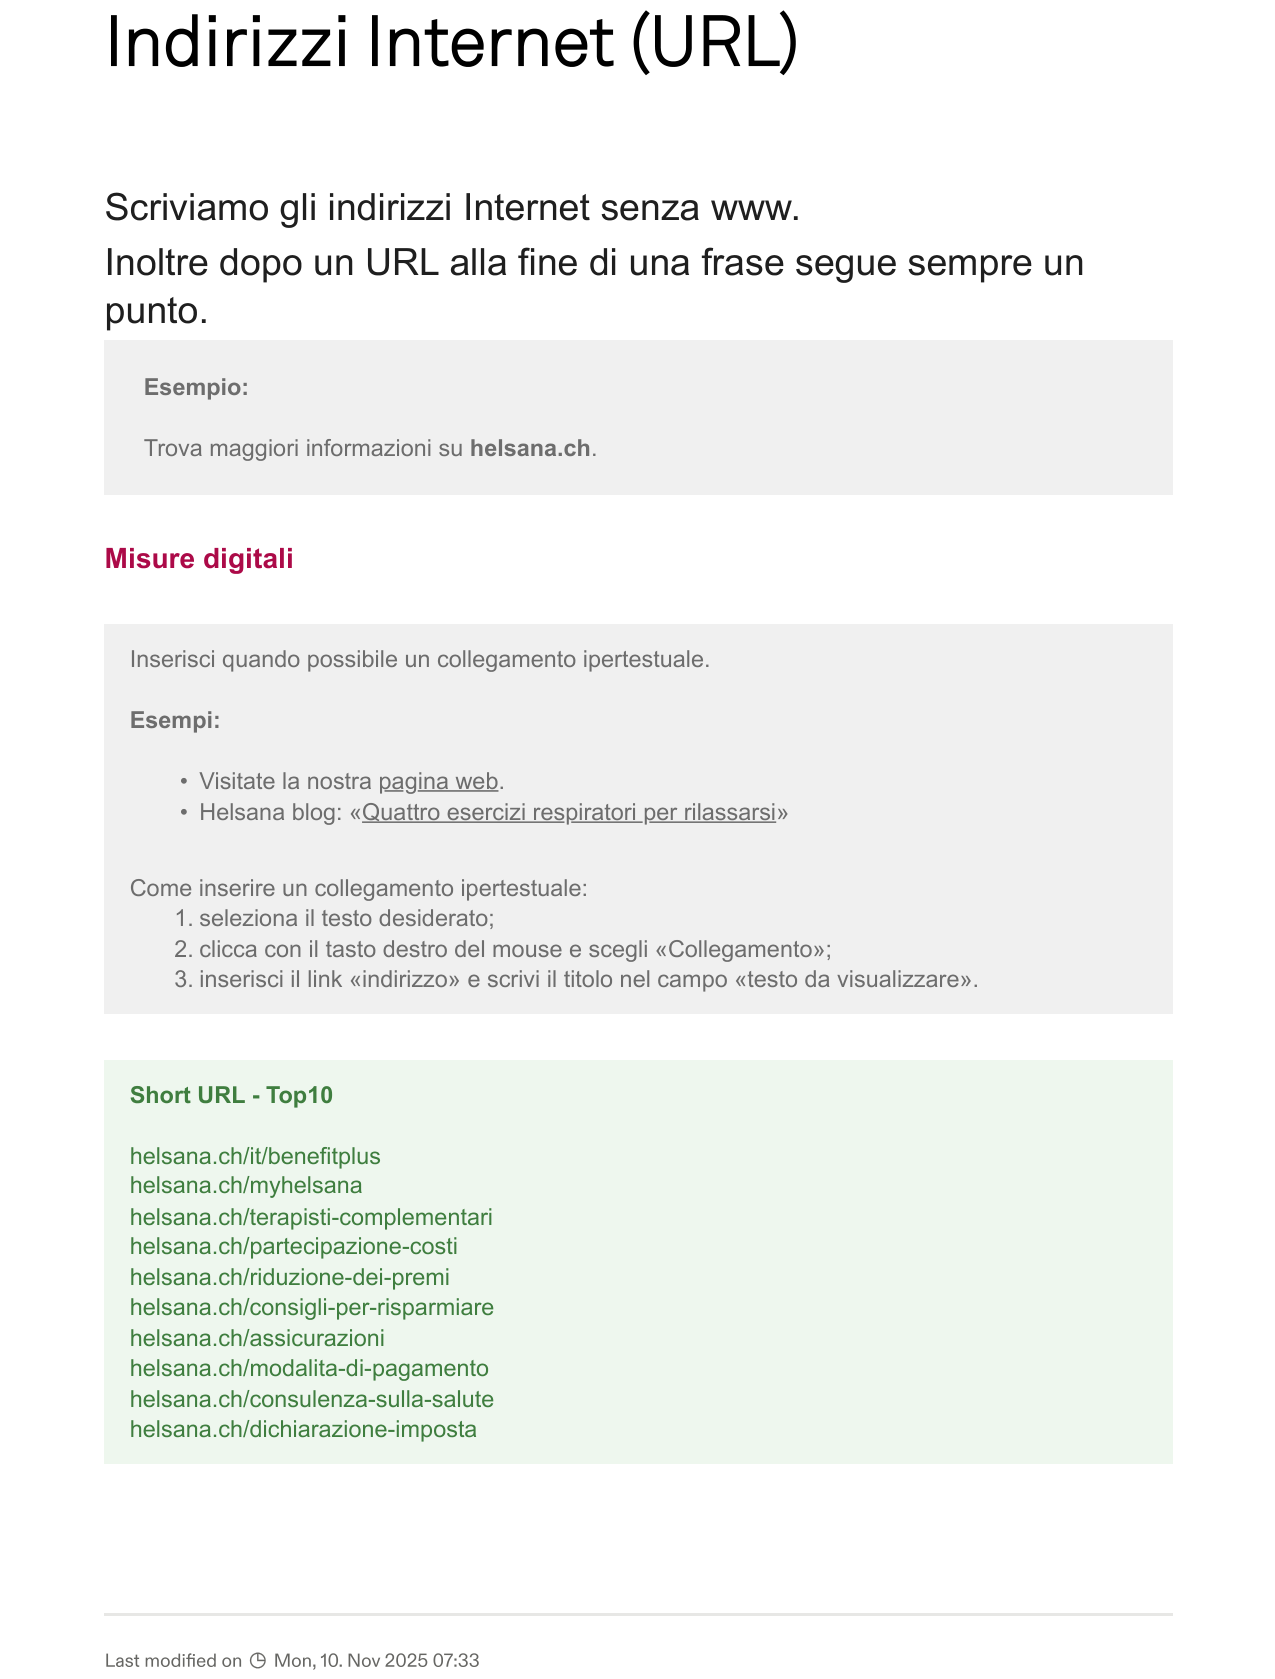 Indirizzi Internet (URL)
Scriviamo gli indirizzi Internet senza www.
Inoltre dopo un URL alla fine di una frase segue sempre un
punto.
Esempio:
Trova maggiori informazioni su helsana.ch.
Misure digitali
Inserisci quando possibile un collegamento ipertestuale.
Esempi:
• Visitate la nostra pagina web.
• Helsana blog: «Quattro esercizi respiratori per rilassarsi»
Come inserire un collegamento ipertestuale:
1. seleziona il testo desiderato;
2. clicca con il tasto destro del mouse e scegli «Collegamento»;
3. inserisci il link «indirizzo» e scrivi il titolo nel campo «testo da visualizzare».
Short URL - Top10
helsana.ch/it/benefitplus
helsana.ch/myhelsana
helsana.ch/terapisti-complementari
helsana.ch/partecipazione-costi
helsana.ch/riduzione-dei-premi
helsana.ch/consigli-per-risparmiare
helsana.ch/assicurazioni
helsana.ch/modalita-di-pagamento
helsana.ch/consulenza-sulla-salute
helsana.ch/dichiarazione-imposta
Last modified on Mon, 10. Nov 2025 07:33